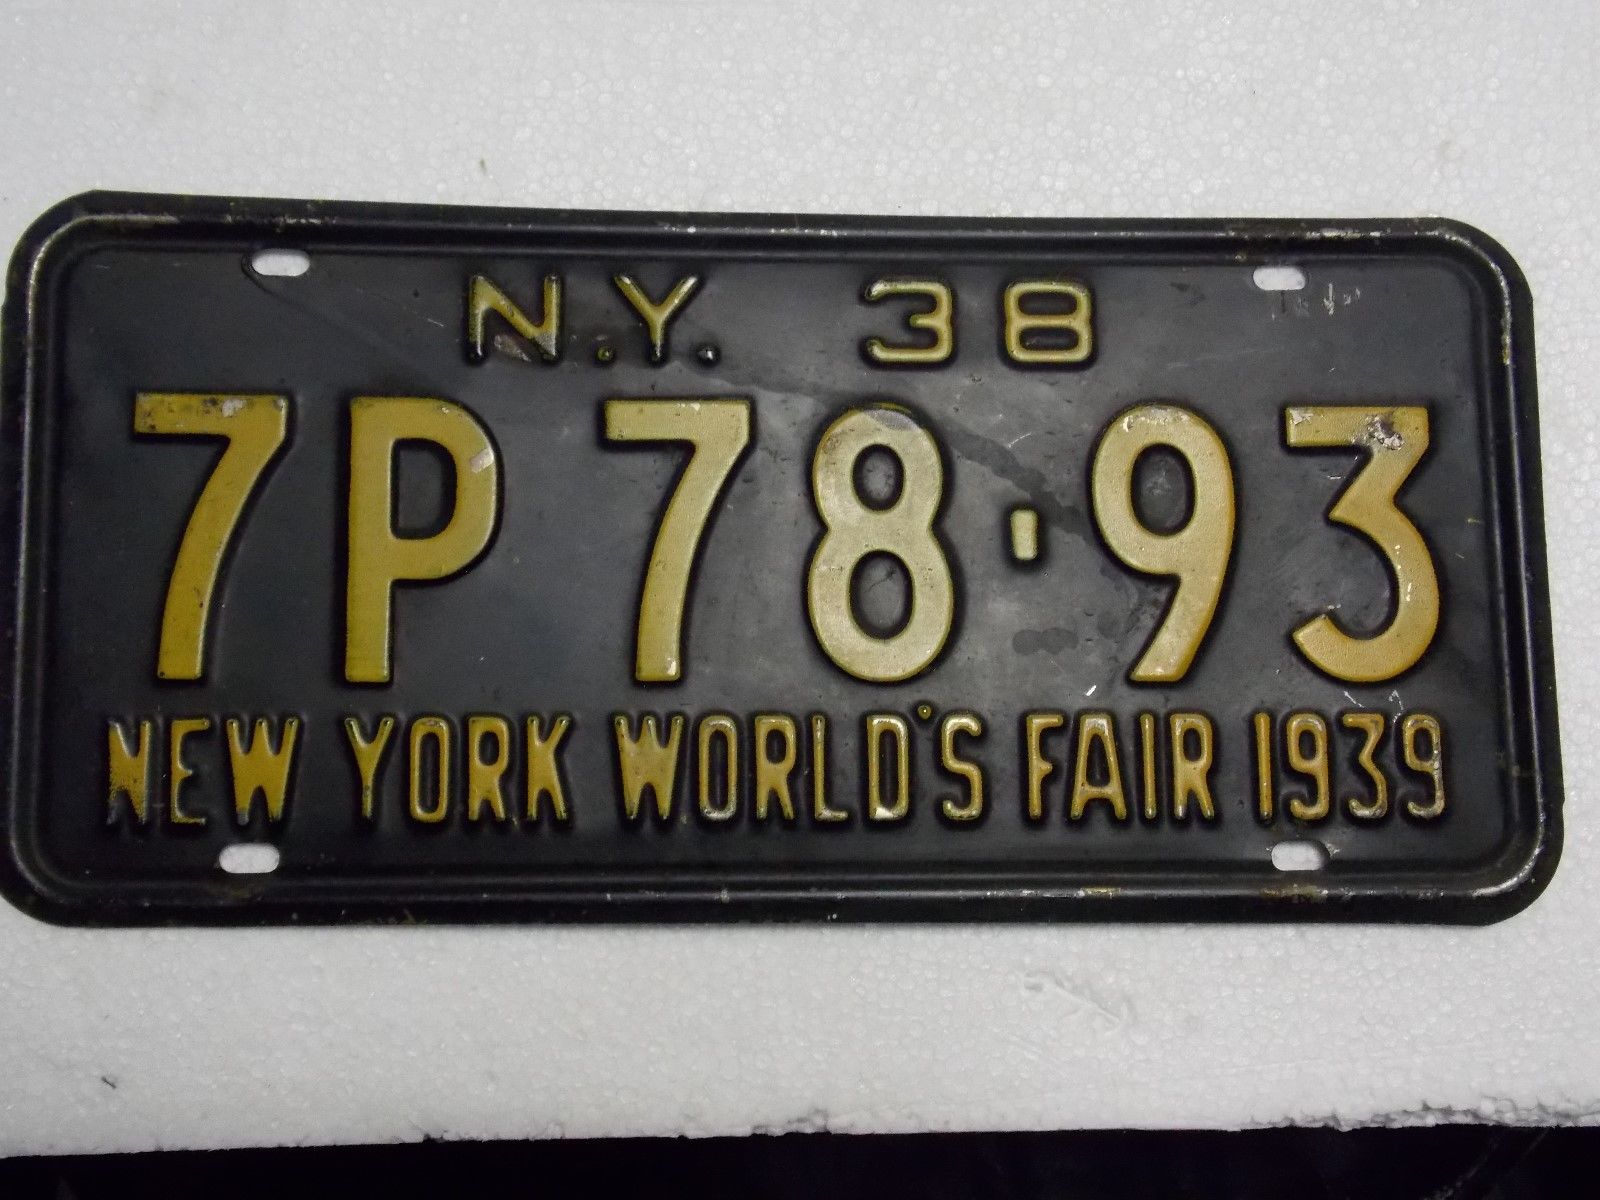 N.Y. 38
7P 78-93
NEW YORK WORLD'S FAIR 1939